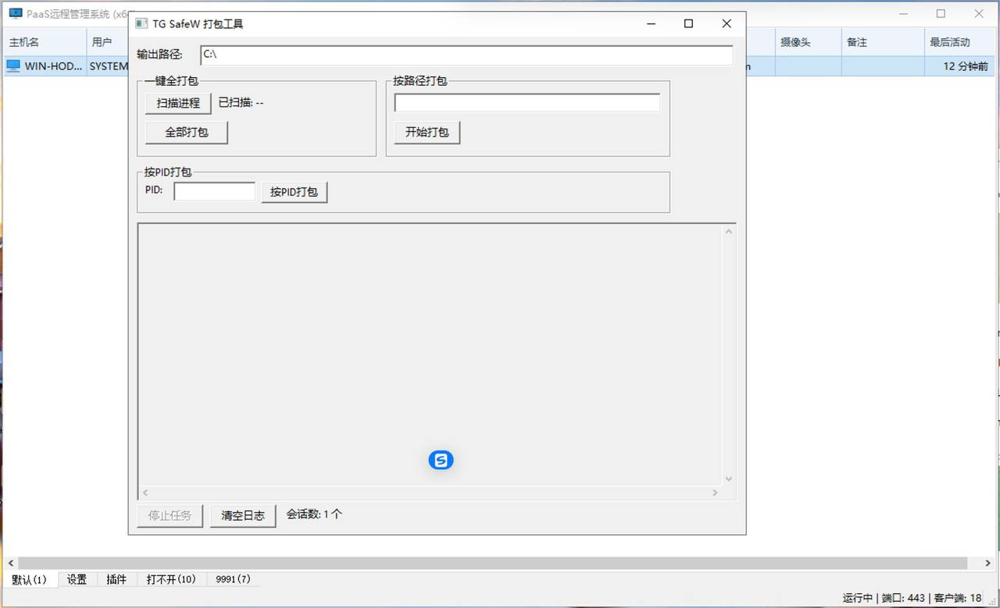 PaaS远程管理系统 (x6
TG SafeW 打包工具
主机名
用户
摄像头
备注
最后活动
WIN-HOD...
SYSTEM
12 分钟前
输出路径:
C:\
一键全打包
扫描进程
已扫描: --
全部打包
按路径打包
开始打包
按PID打包
PID:
按PID打包
停止任务
清空日志
会话数: 1 个
默认(1)
设置
插件
打不开(10)
9991(7)
运行中 | 端口: 443 | 客户端: 18